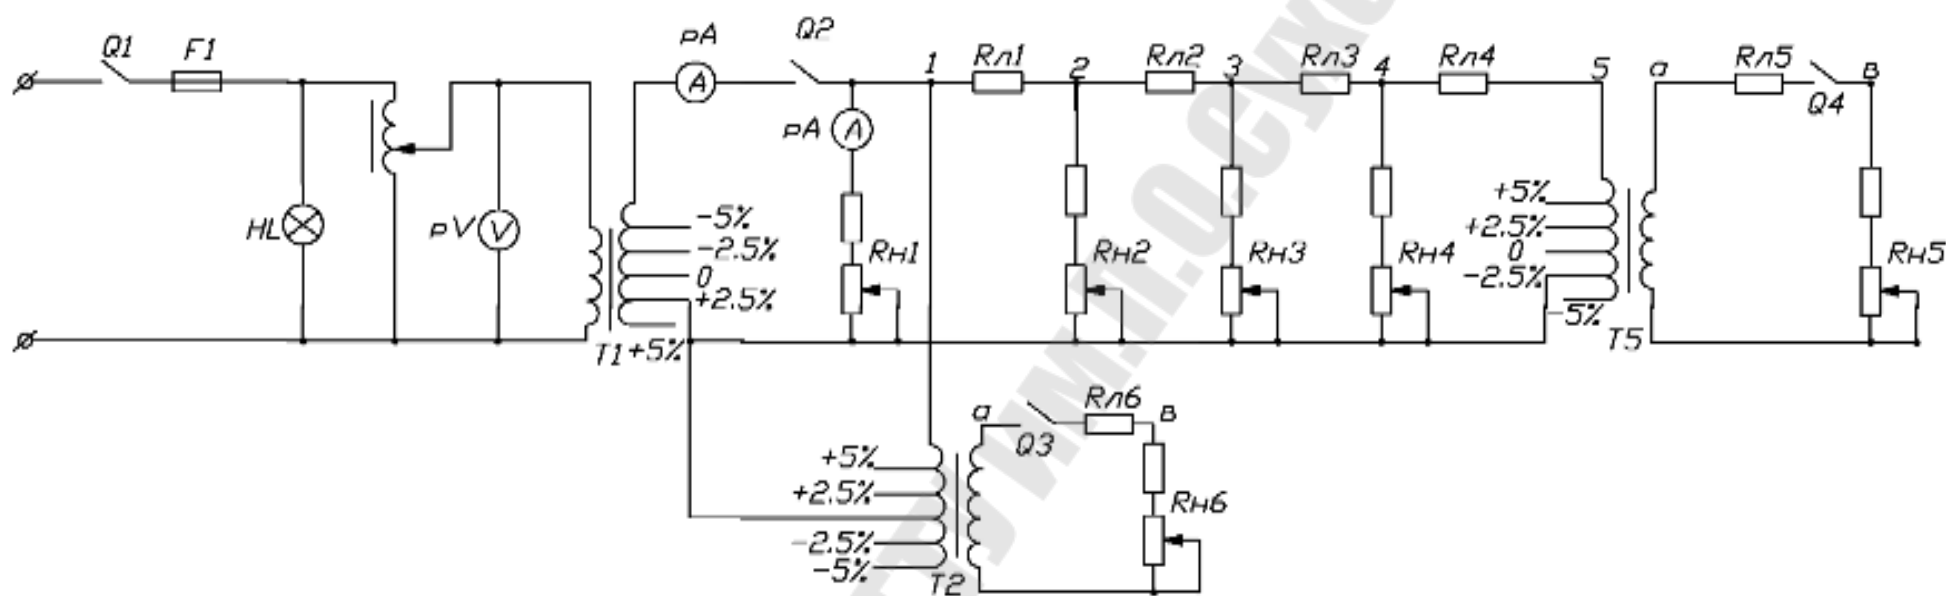 Q1
F1
HL
pV
V
pA
A
Q2
pA
A
Rн1
1
Rл1
2
Rл2
3
Rл3
4
Rл4
5
a
Rл5
Q4
в
-5%
-2.5%
0
+2.5%
T1 +5%
Rн2
Rн3
Rн4
+5%
+2.5%
0
-2.5%
-5%
T5
Rн5
+5%
+2.5%
-2.5%
-5%
T2
a
Q3
Rл6
в
Rн6